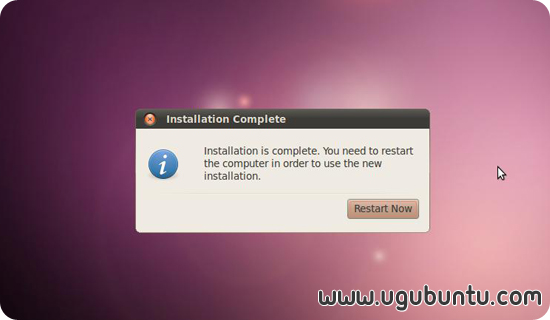 Installation Complete
Installation is complete. You need to restart
the computer in order to use the new
installation.
Restart Now
www.ugubuntu.com